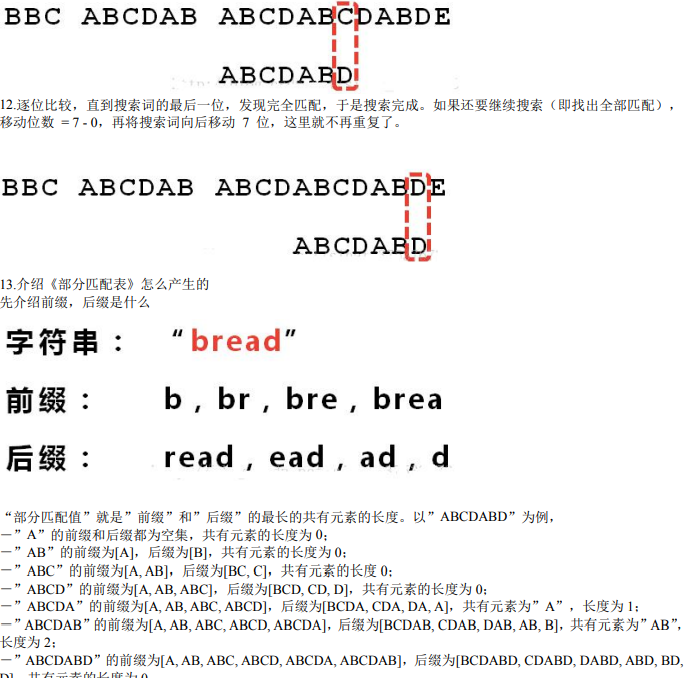 BBC ABCDAB ABCDABCDABDE
ABCDABD
12.逐位比较，直到搜索词的最后一位，发现完全匹配，于是搜索完成。如果还要继续搜索（即找出全部匹配），
移动位数 = 7 - 0，再将搜索词向后移动 7 位，这里就不再重复了。
BBC ABCDAB ABCDABCDABDE
ABCDABD
13.介绍《部分匹配表》怎么产生的
先介绍前缀，后缀是什么
字符串： “bread”
前缀： b , br , bre , brea
后缀： read , ead , ad , d
“部分匹配值”就是”前缀”和”后缀”的最长的共有元素的长度。以”ABCDABD”为例，
－”A”的前缀和后缀都为空集，共有元素的长度为 0；
－”AB”的前缀为[A]，后缀为[B]，共有元素的长度为 0；
－”ABC”的前缀为[A, AB]，后缀为[BC, C]，共有元素的长度 0；
－”ABCD”的前缀为[A, AB, ABC]，后缀为[BCD, CD, D]，共有元素的长度为 0；
－”ABCDA”的前缀为[A, AB, ABC, ABCD]，后缀为[BCDA, CDA, DA, A]，共有元素为”A”，长度为 1；
－”ABCDAB”的前缀为[A, AB, ABC, ABCD, ABCDA]，后缀为[BCDAB, CDAB, DAB, AB, B]，共有元素为”AB”，
长度为 2；
－”ABCDABD”的前缀为[A, AB, ABC, ABCD, ABCDA, ABCDAB]，后缀为[BCDABD, CDABD, DABD, ABD, BD,
D]，共有元素的长度为 0